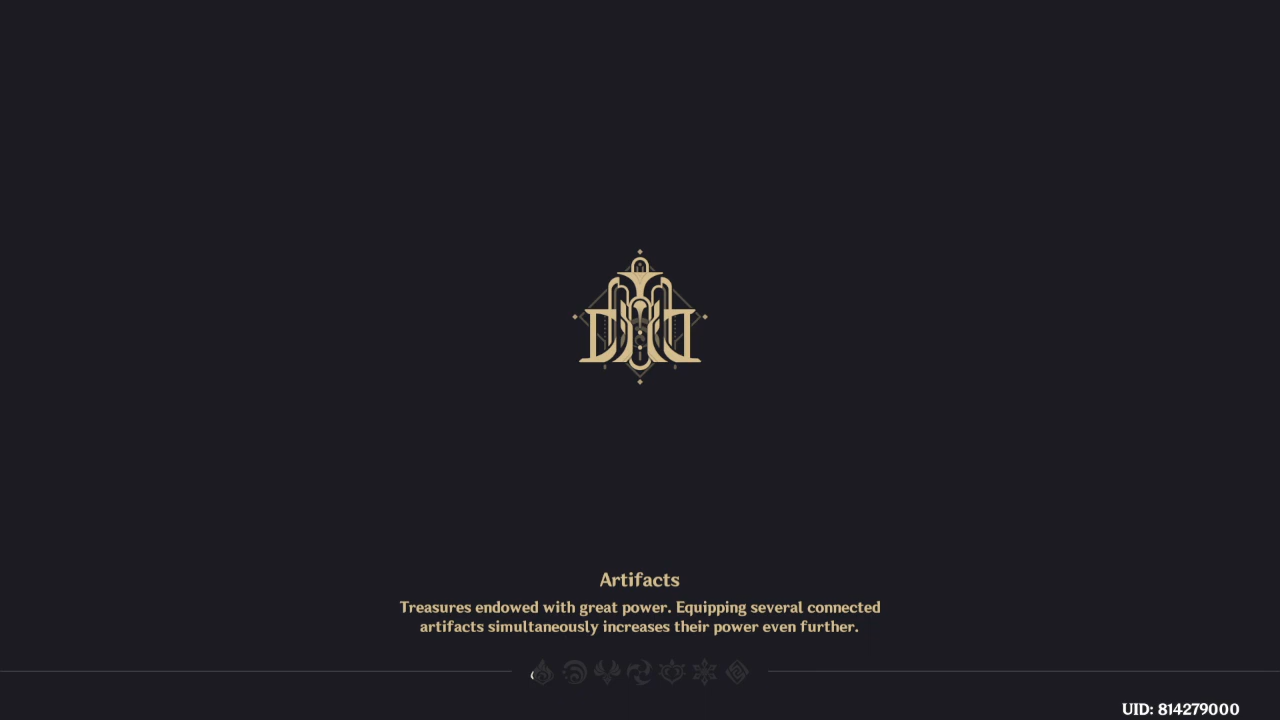 Artifacts
Treasures endowed with great power. Equipping several connected
artifacts simultaneously increases their power even further.
UID: 814279000